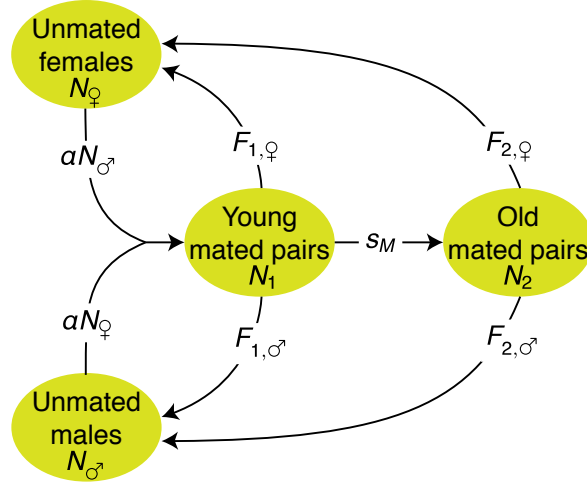 Unmated
females
N♀
αN♂
F1,♀
F2,♀
Young
mated pairs
N1
sM
Old
mated pairs
N2
αN♀
F1,♂
F2,♂
Unmated
males
N♂